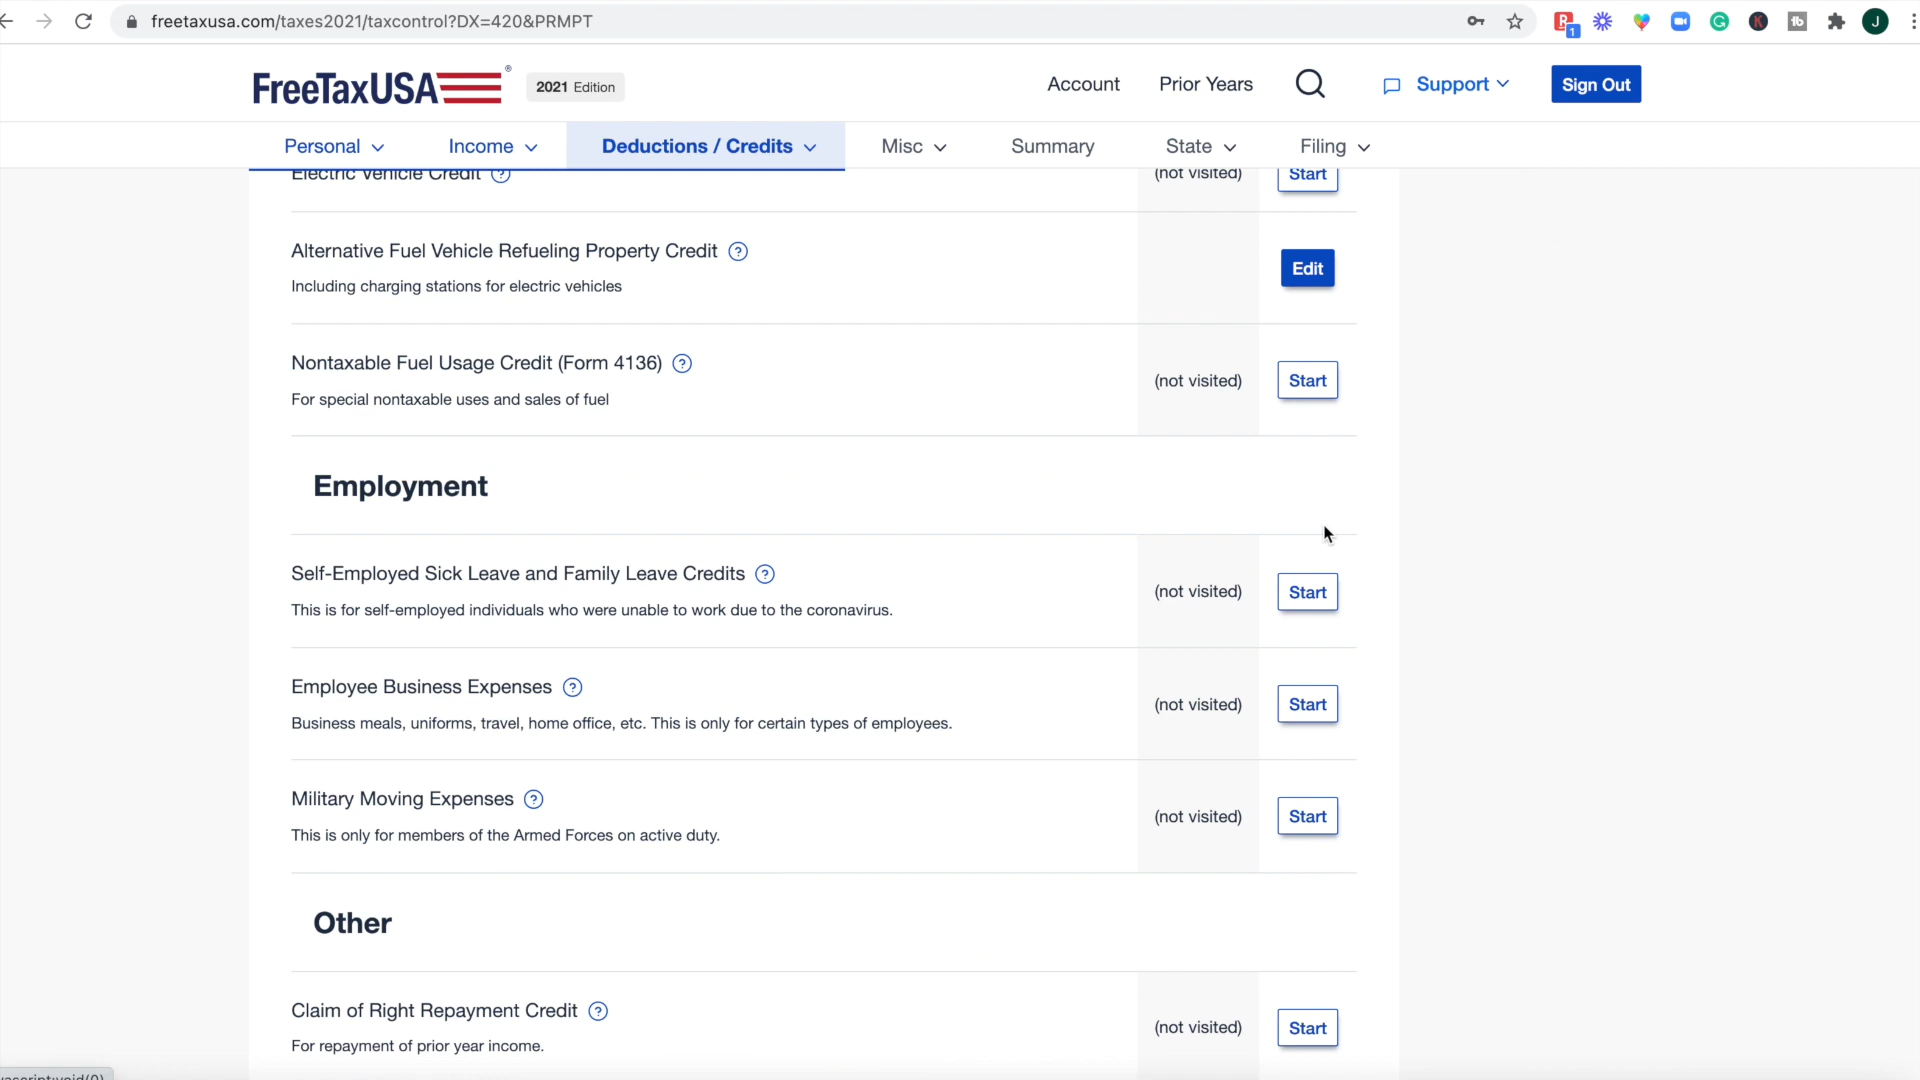 freetaxusa.com/taxes2021/taxcontrol?DX=420&PRMPT
1
J
FreeTaxUSA® 2021 Edition
Account Prior Years Support Sign Out
Personal Income Deductions / Credits Misc Summary State Filing
Electric Vehicle Credit ? (not visited) Start
Alternative Fuel Vehicle Refueling Property Credit ?
Including charging stations for electric vehicles
Edit
Nontaxable Fuel Usage Credit (Form 4136) ?
For special nontaxable uses and sales of fuel
(not visited) Start
Employment
Self-Employed Sick Leave and Family Leave Credits ?
This is for self-employed individuals who were unable to work due to the coronavirus.
(not visited) Start
Employee Business Expenses ?
Business meals, uniforms, travel, home office, etc. This is only for certain types of employees.
(not visited) Start
Military Moving Expenses ?
This is only for members of the Armed Forces on active duty.
(not visited) Start
Other
Claim of Right Repayment Credit ?
For repayment of prior year income.
(not visited) Start